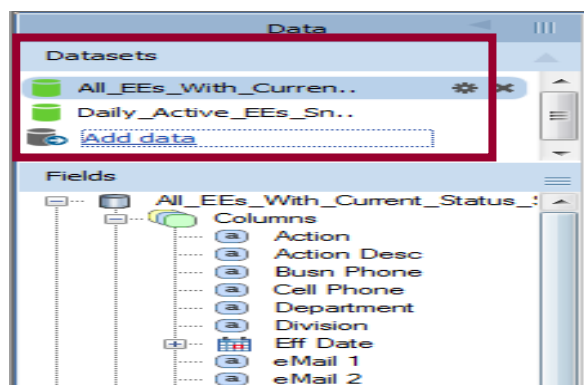 Data
Datasets
All_EEs_With_Curren..
Daily_Active_EEs_Sn..
Add data
Fields
All_EEs_With_Current_Status_
Columns
a Action
a Action Desc
a Busn Phone
a Cell Phone
a Department
a Division
Eff Date
a eMail 1
a eMail 2